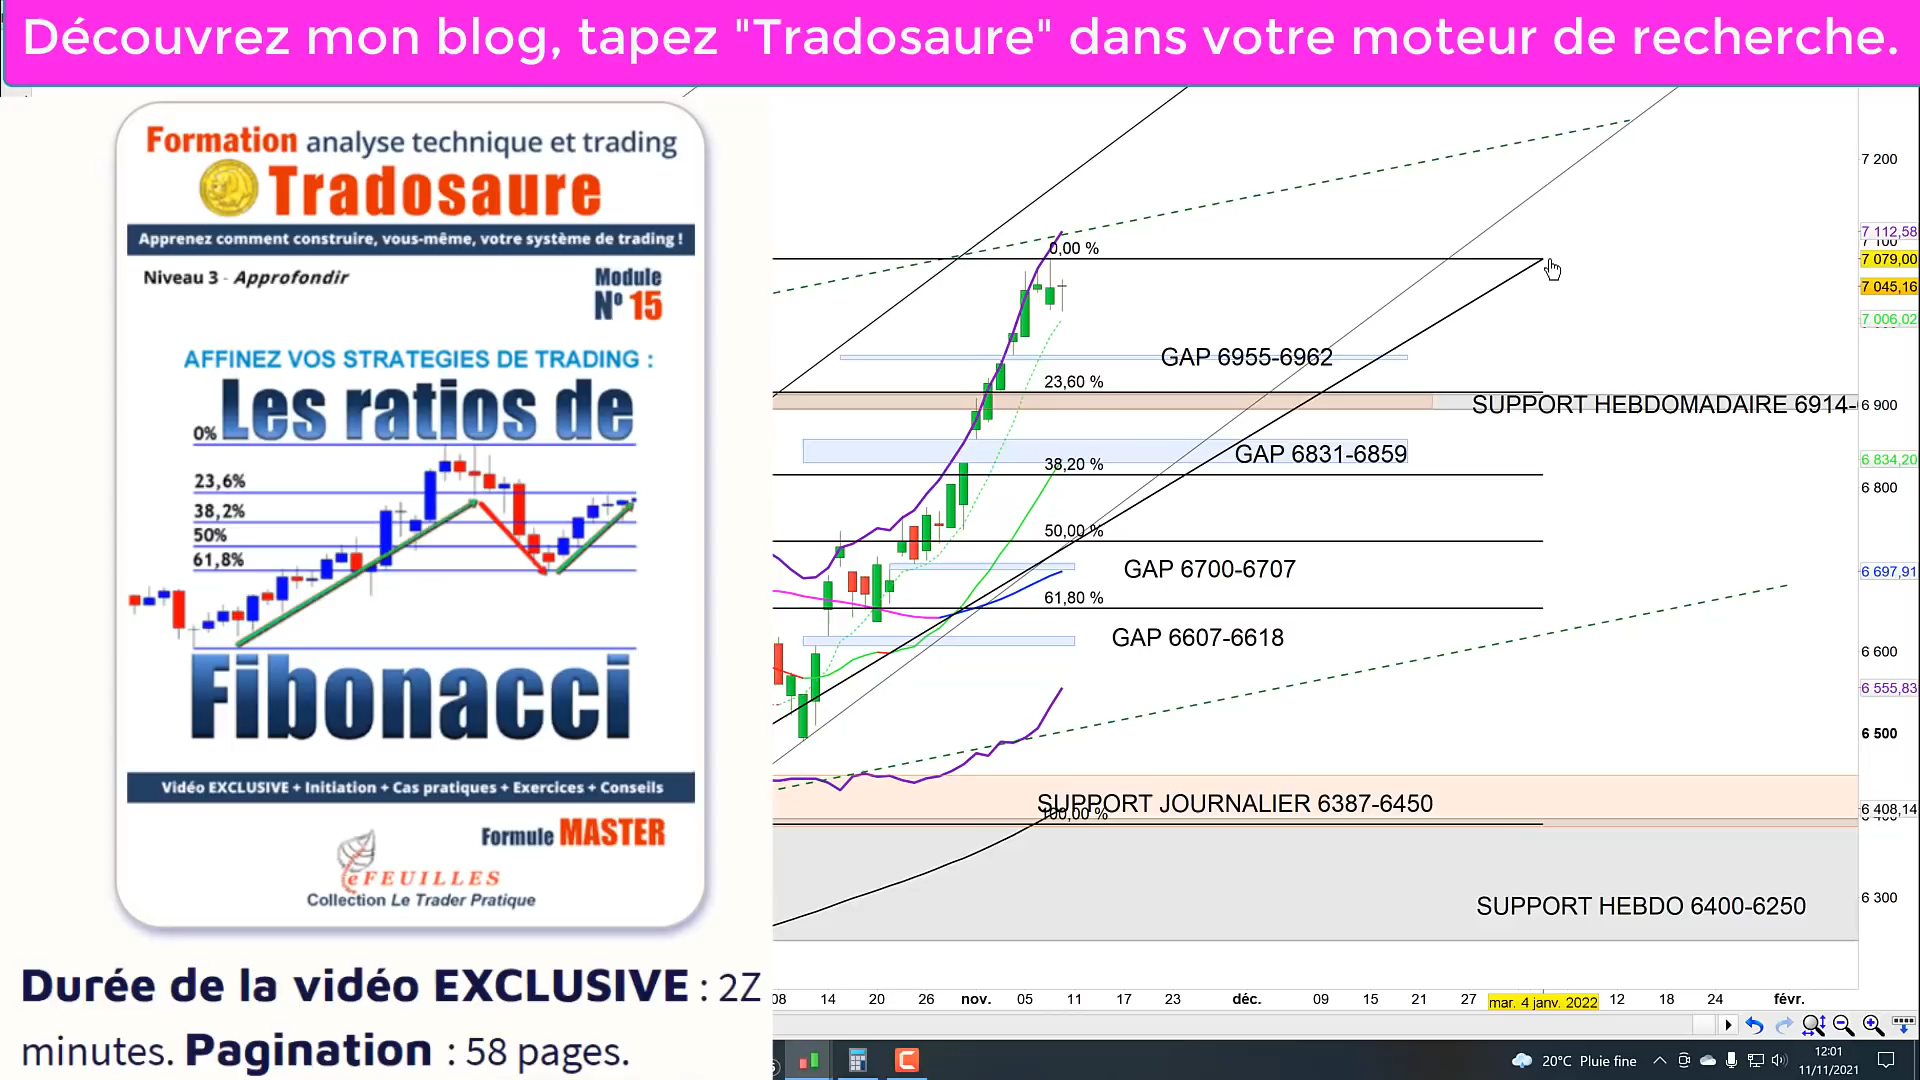 Découvrez mon blog, tapez "Tradosaure" dans votre moteur de recherche.
Formation analyse technique et trading
Tradosaure
Apprenez comment construire, vous-même, votre système de trading !
Niveau 3 - Approfondir
Module
N° 15
AFFINEZ VOS STRATEGIES DE TRADING :
Les ratios de
0%
23,6%
38,2%
50%
61,8%
Fibonacci
Vidéo EXCLUSIVE + Initiation + Cas pratiques + Exercices + Conseils
Formule MASTER
eFEUILLES
Collection Le Trader Pratique
Durée de la vidéo EXCLUSIVE : 2Z
minutes. Pagination : 58 pages.
0,00 %
GAP 6955-6962
23,60 %
SUPPORT HEBDOMADAIRE 6914-
GAP 6831-6859
38,20 %
50,00 %
GAP 6700-6707
61,80 %
GAP 6607-6618
SUPPORT JOURNALIER 6387-6450
100,00 %
SUPPORT HEBDO 6400-6250
7 200
7 112,58
7 100
7 079,00
7 045,16
7 006,02
6 900
6 834,20
6 800
6 697,91
6 600
6 555,83
6 500
6 408,14
6 300
08 14 20 26 nov. 05 11 17 23 déc. 09 15 21 27 mar. 4 janv. 2022 12 18 24 févr.
20°C Pluie fine
12:01
11/11/2021